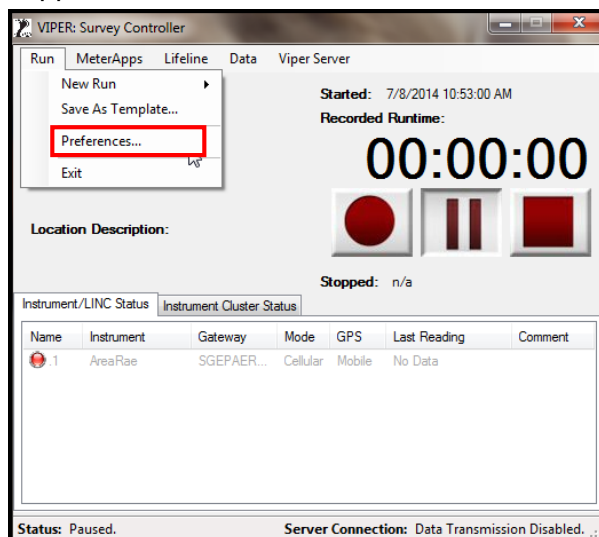 VIPER: Survey Controller
Run MeterApps Lifeline Data Viper Server
New Run
Save As Template...
Preferences...
Exit
Started: 7/8/2014 10:53:00 AM
Recorded Runtime:
00:00:00
Location Description:
Stopped: n/a
Instrument/LINC Status Instrument Cluster Status
Name Instrument Gateway Mode GPS Last Reading Comment
.1 AreaRae SGEPAER... Cellular Mobile No Data
Status: Paused. Server Connection: Data Transmission Disabled.